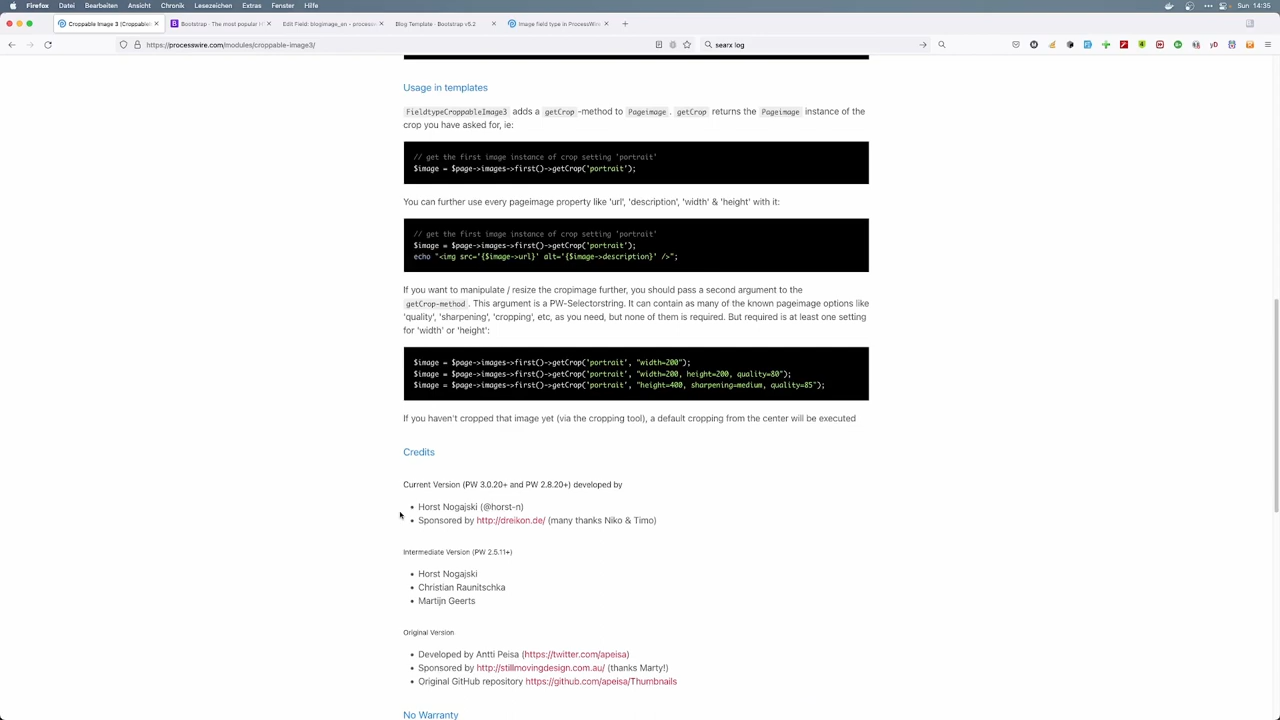 Firefox Datei Bearbeiten Ansicht Chronik Lesezeichen Extras Fenster Hilfe Sun 14:35
Croppable Image 3 |Croppable
Bootstrap · The most popular H
Edit Field: blogimage_en • process
Blog Template · Bootstrap v5.2
Image field type in ProcessWire
https://processwire.com/modules/croppable-image3/
searx log
Usage in templates
FieldtypeCroppableImage3 adds a getCrop -method to Pageimage . getCrop returns the Pageimage instance of the
crop you have asked for, ie:
// get the first image instance of crop setting 'portrait'
$image = $page->images->first()->getCrop('portrait');
You can further use every pageimage property like 'url', 'description', 'width' & 'height' with it:
// get the first image instance of crop setting 'portrait'
$image = $page->images->first()->getCrop('portrait');
echo "<img src='{$image->url}' alt='{$image->description}' />";
If you want to manipulate / resize the cropimage further, you should pass a second argument to the
getCrop-method . This argument is a PW-Selectorstring. It can contain as many of the known pageimage options like
'quality', 'sharpening', 'cropping', etc, as you need, but none of them is required. But required is at least one setting
for 'width' or 'height':
$image = $page->images->first()->getCrop('portrait', "width=200");
$image = $page->images->first()->getCrop('portrait', "width=200, height=200, quality=80");
$image = $page->images->first()->getCrop('portrait', "height=400, sharpening=medium, quality=85");
If you haven't cropped that image yet (via the cropping tool), a default cropping from the center will be executed
Credits
Current Version (PW 3.0.20+ and PW 2.8.20+) developed by
• Horst Nogajski (@horst-n)
• Sponsored by http://dreikon.de/ (many thanks Niko & Timo)
Intermediate Version (PW 2.5.11+)
• Horst Nogajski
• Christian Raunitschka
• Martijn Geerts
Original Version
• Developed by Antti Peisa (https://twitter.com/apeisa)
• Sponsored by http://stillmovingdesign.com.au/ (thanks Marty!)
• Original GitHub repository https://github.com/apeisa/Thumbnails
No Warranty